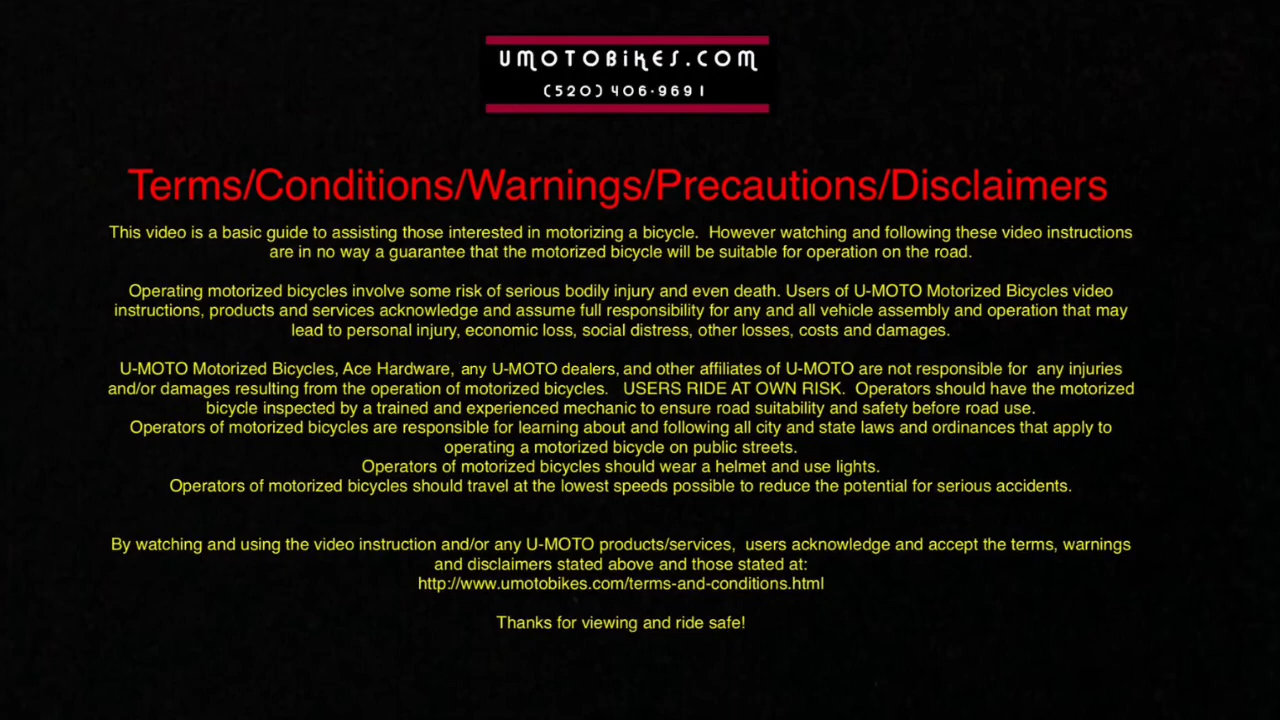 UMOTOBIKES.COM
(520) 406-9691
Terms/Conditions/Warnings/Precautions/Disclaimers
This video is a basic guide to assisting those interested in motorizing a bicycle.  However watching and following these video instructions
are in no way a guarantee that the motorized bicycle will be suitable for operation on the road.
Operating motorized bicycles involve some risk of serious bodily injury and even death. Users of U-MOTO Motorized Bicycles video
instructions, products and services acknowledge and assume full responsibility for any and all vehicle assembly and operation that may
lead to personal injury, economic loss, social distress, other losses, costs and damages.
U-MOTO Motorized Bicycles, Ace Hardware, any U-MOTO dealers, and other affiliates of U-MOTO are not responsible for  any injuries
and/or damages resulting from the operation of motorized bicycles.   USERS RIDE AT OWN RISK.  Operators should have the motorized
bicycle inspected by a trained and experienced mechanic to ensure road suitability and safety before road use.
Operators of motorized bicycles are responsible for learning about and following all city and state laws and ordinances that apply to
operating a motorized bicycle on public streets.
Operators of motorized bicycles should wear a helmet and use lights.
Operators of motorized bicycles should travel at the lowest speeds possible to reduce the potential for serious accidents.
By watching and using the video instruction and/or any U-MOTO products/services,  users acknowledge and accept the terms, warnings
and disclaimers stated above and those stated at:
http://www.umotobikes.com/terms-and-conditions.html
Thanks for viewing and ride safe!